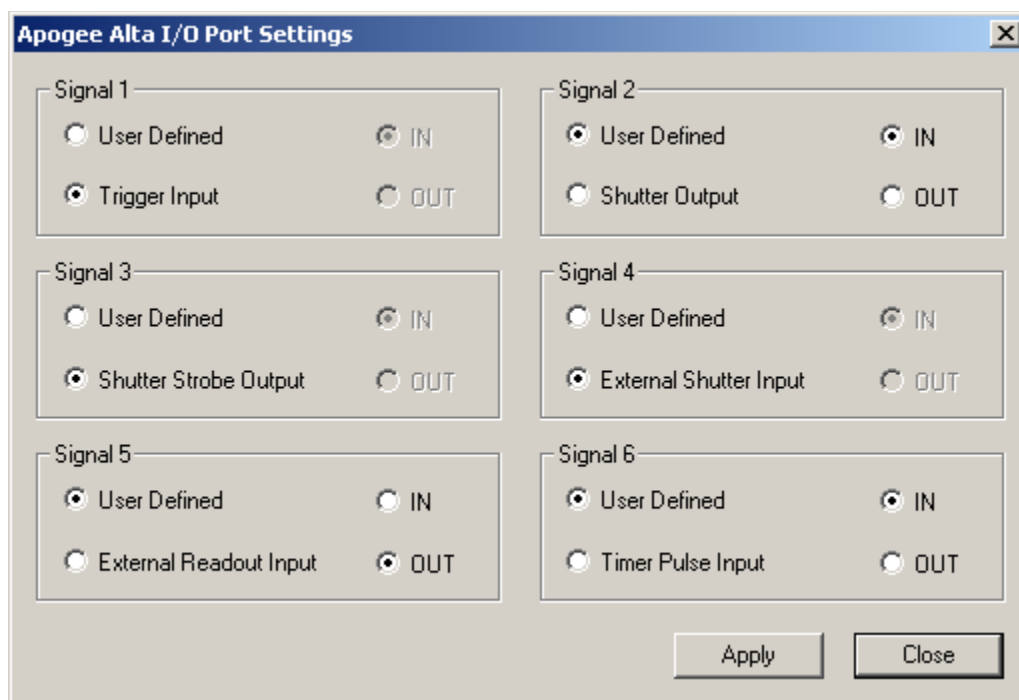 Apogee Alta I/O Port Settings
Signal 1
User Defined
IN
Trigger Input
OUT
Signal 2
User Defined
IN
Shutter Output
OUT
Signal 3
User Defined
IN
Shutter Strobe Output
OUT
Signal 4
User Defined
IN
External Shutter Input
OUT
Signal 5
User Defined
IN
External Readout Input
OUT
Signal 6
User Defined
IN
Timer Pulse Input
OUT
Apply
Close